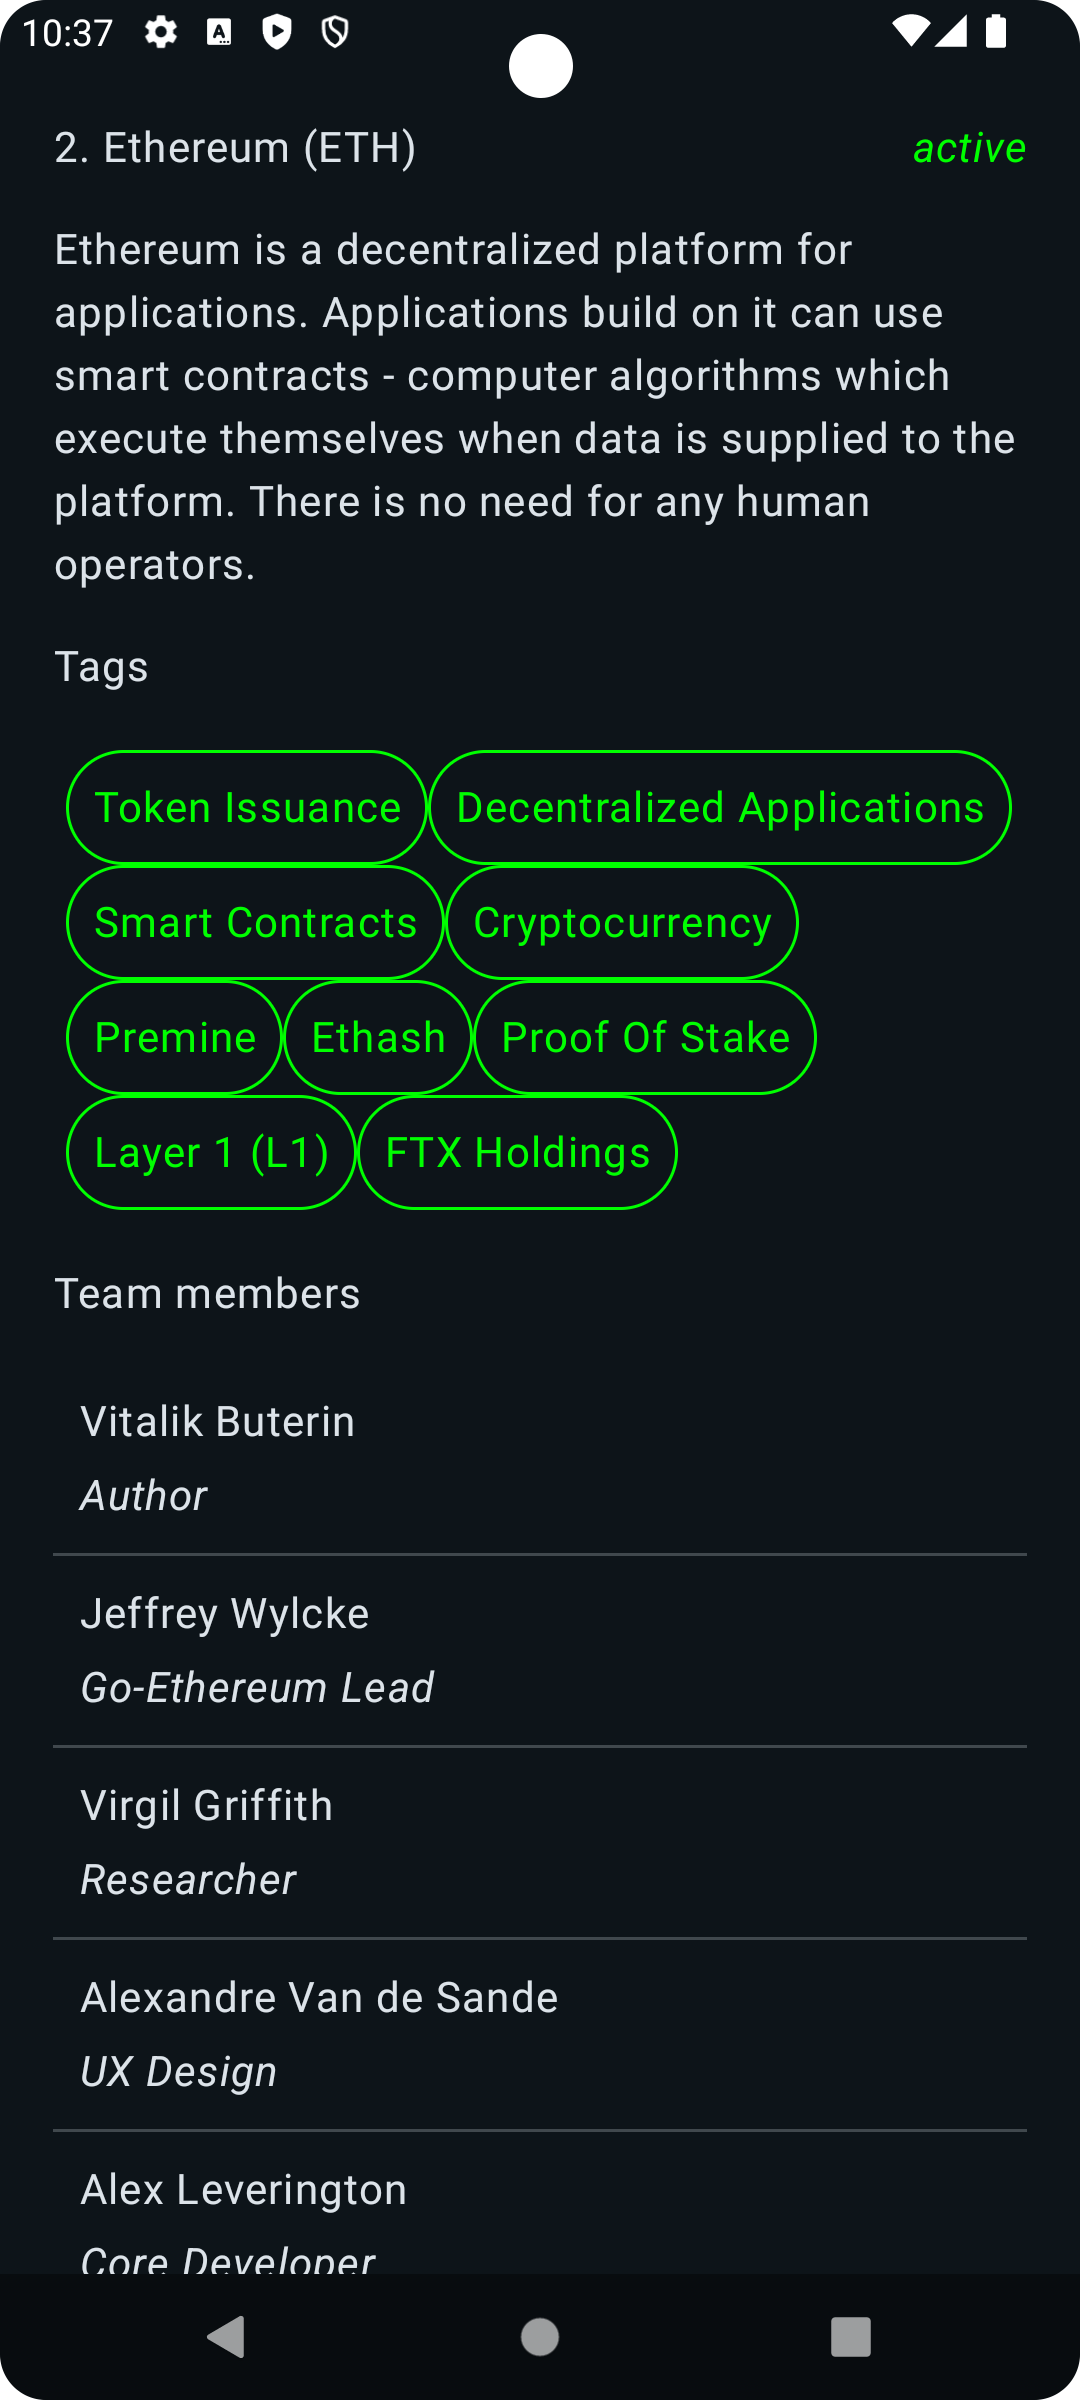 10:37
2. Ethereum (ETH)
active
Ethereum is a decentralized platform for
applications. Applications build on it can use
smart contracts - computer algorithms which
execute themselves when data is supplied to the
platform. There is no need for any human
operators.
Tags
Token Issuance
Decentralized Applications
Smart Contracts
Cryptocurrency
Premine
Ethash
Proof Of Stake
Layer 1 (L1)
FTX Holdings
Team members
Vitalik Buterin
Author
Jeffrey Wylcke
Go-Ethereum Lead
Virgil Griffith
Researcher
Alexandre Van de Sande
UX Design
Alex Leverington
Core Developer